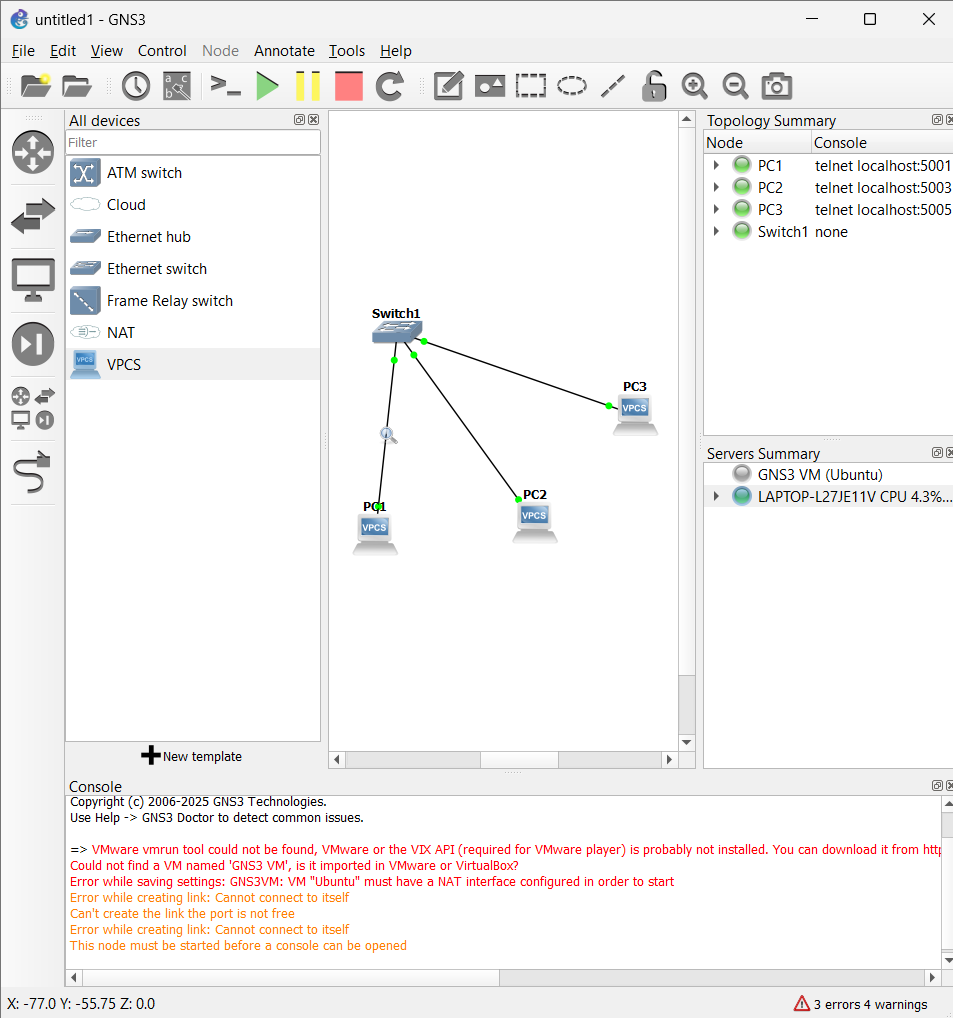 untitled1 - GNS3
File Edit View Control Node Annotate Tools Help
All devices
Filter
ATM switch
Cloud
Ethernet hub
Ethernet switch
Frame Relay switch
NAT
VPCS
New template
Switch1
PC3
VPCS
PC1
VPCS
PC2
VPCS
Topology Summary
Node Console
PC1 telnet localhost:5001
PC2 telnet localhost:5003
PC3 telnet localhost:5005
Switch1 none
Servers Summary
GNS3 VM (Ubuntu)
LAPTOP-L27JE11V CPU 4.3%...
Console
Copyright (c) 2006-2025 GNS3 Technologies.
Use Help -> GNS3 Doctor to detect common issues.
=> VMware vmrun tool could not be found, VMware or the VIX API (required for VMware player) is probably not installed. You can download it from http
Could not find a VM named 'GNS3 VM', is it imported in VMware or VirtualBox?
Error while saving settings: GNS3VM: VM "Ubuntu" must have a NAT interface configured in order to start
Error while creating link: Cannot connect to itself
Can't create the link the port is not free
Error while creating link: Cannot connect to itself
This node must be started before a console can be opened
X: -77.0 Y: -55.75 Z: 0.0
3 errors 4 warnings